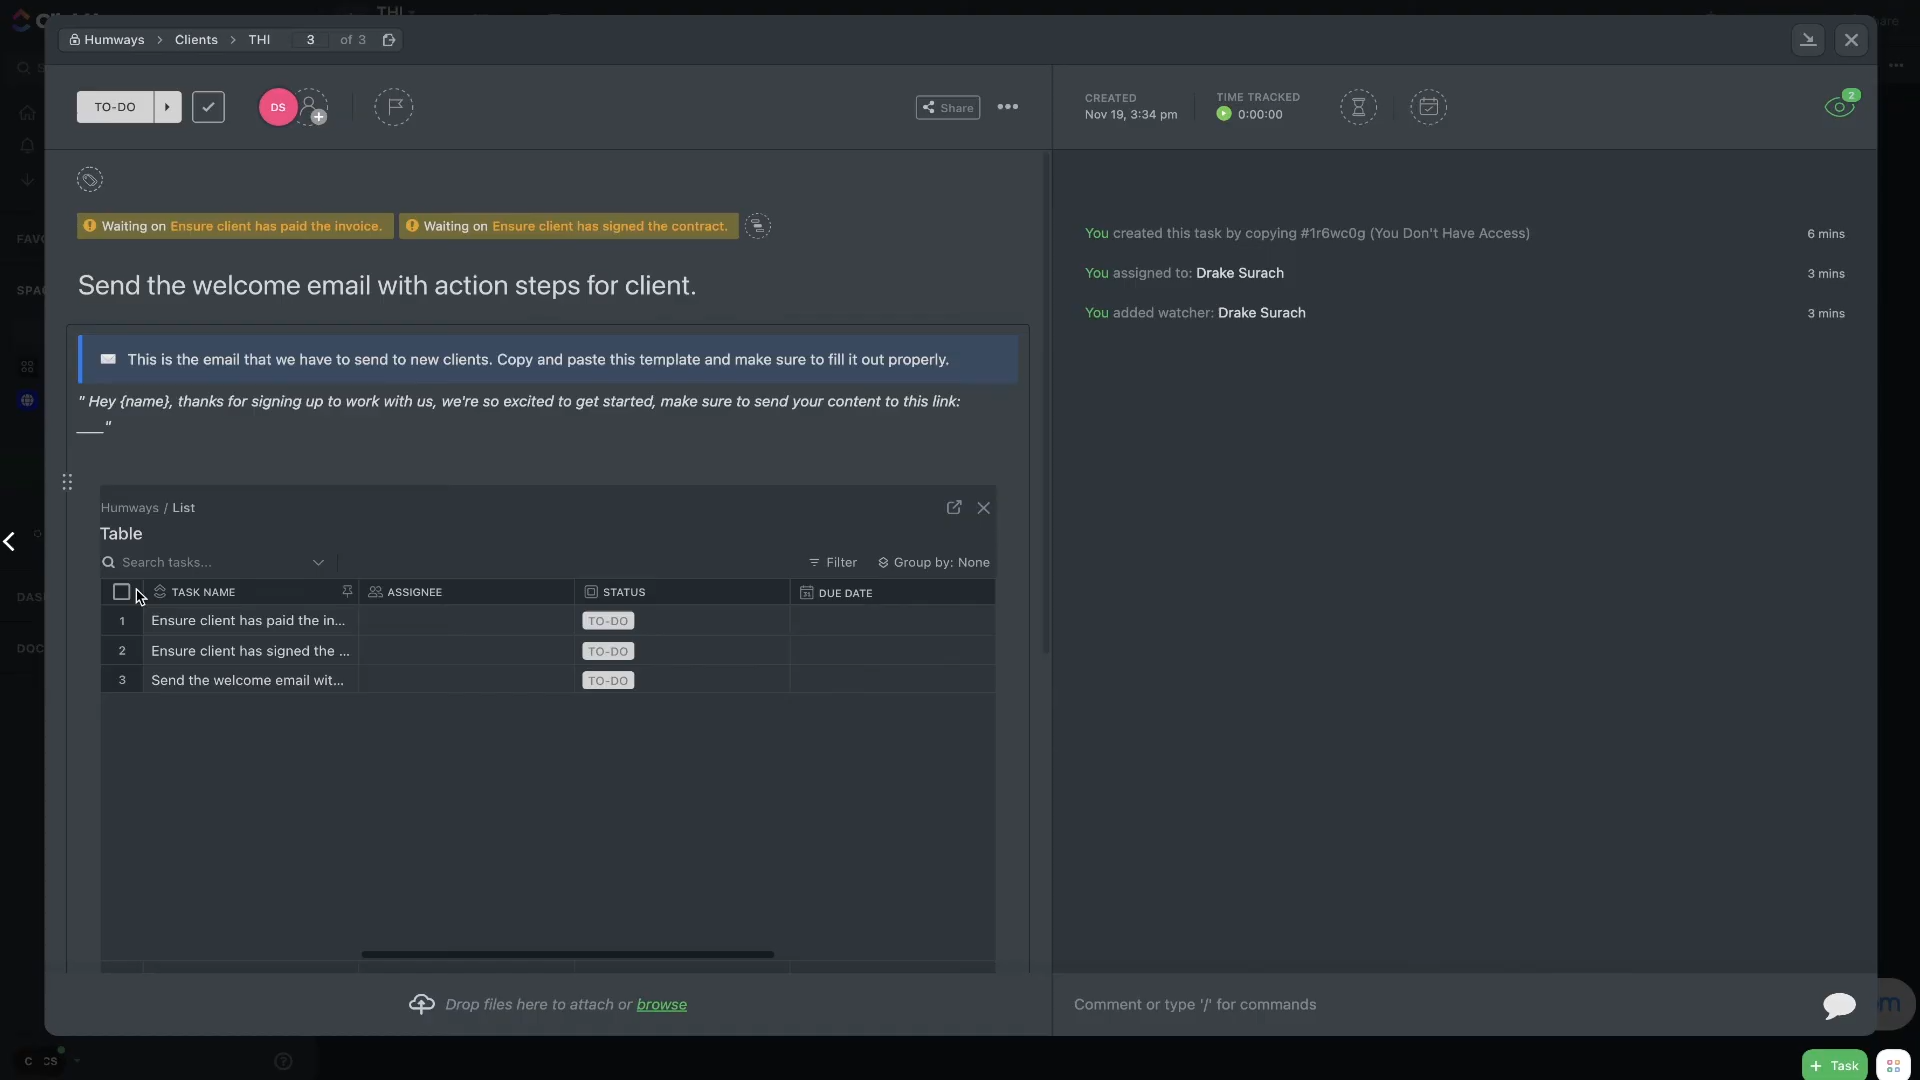 THI
Humways > Clients > THI 3 of 3
TO-DO
DS
Share
CREATED
Nov 19, 3:34 pm
TIME TRACKED
0:00:00
2
Waiting on Ensure client has paid the invoice.
Waiting on Ensure client has signed the contract.
Send the welcome email with action steps for client.
This is the email that we have to send to new clients. Copy and paste this template and make sure to fill it out properly.
" Hey {name}, thanks for signing up to work with us, we're so excited to get started, make sure to send your content to this link:
____"
You created this task by copying #1r6wc0g (You Don't Have Access) 6 mins
You assigned to: Drake Surach 3 mins
You added watcher: Drake Surach 3 mins
Humways / List
Table
Search tasks...
Filter
Group by: None
TASK NAME ASSIGNEE STATUS 31 DUE DATE
1 Ensure client has paid the in... TO-DO
2 Ensure client has signed the ... TO-DO
3 Send the welcome email wit... TO-DO
Drop files here to attach or browse
Comment or type '/' for commands
+ Task